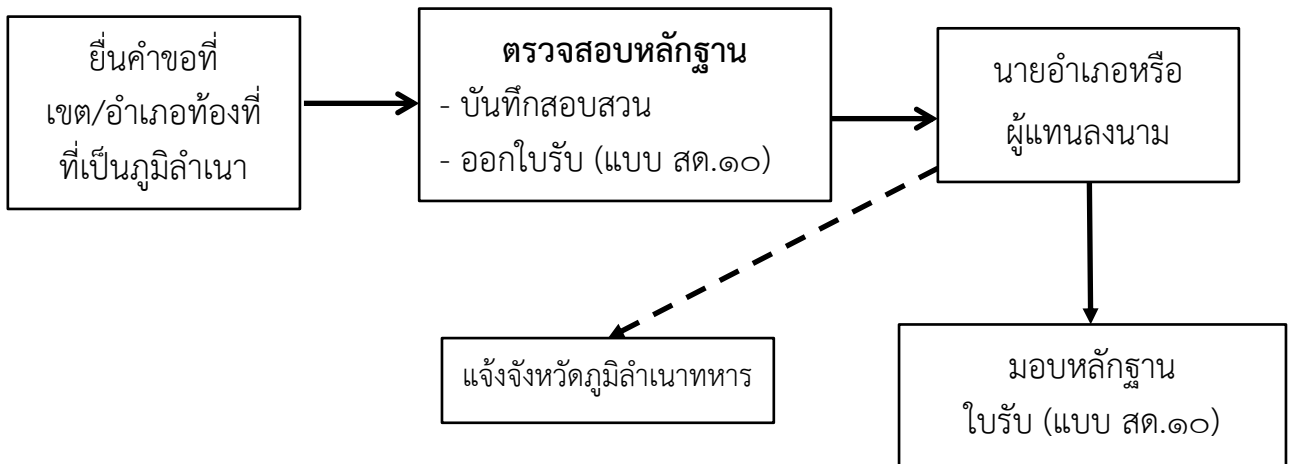 ยื่นคำขอที่
เขต/อำเภอท้องที่
ที่เป็นภูมิลำเนา
ตรวจสอบหลักฐาน
- บันทึกสอบสวน
- ออกใบรับ (แบบ สด.๑๐)
นายอำเภอหรือ
ผู้แทนลงนาม
แจ้งจังหวัดภูมิลำเนาทหาร
มอบหลักฐาน
ใบรับ (แบบ สด.๑๐)